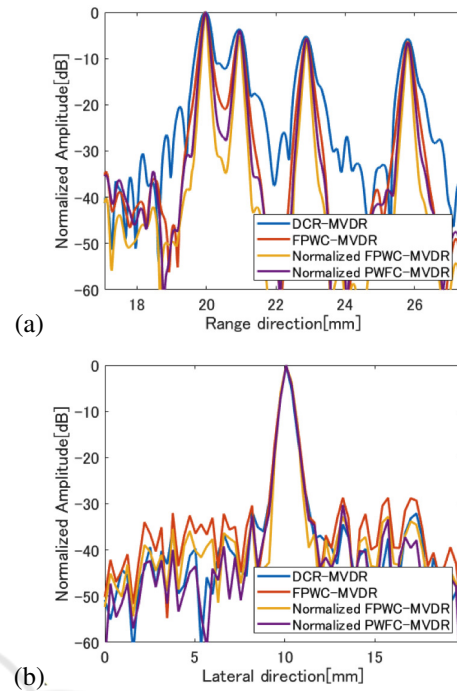 0
-10
-20
-30
-40
-50
-60
Normalized Amplitude[dB]
DCR-MVDR
FPWC-MVDR
Normalized FPWC-MVDR
Normalized PWFC-MVDR
18 20 22 24 26
Range direction[mm]
(a)
0
-10
-20
-30
-40
-50
-60
Normalized Amplitude[dB]
DCR-MVDR
FPWC-MVDR
Normalized FPWC-MVDR
Normalized PWFC-MVDR
0 5 10 15
Lateral direction[mm]
(b).